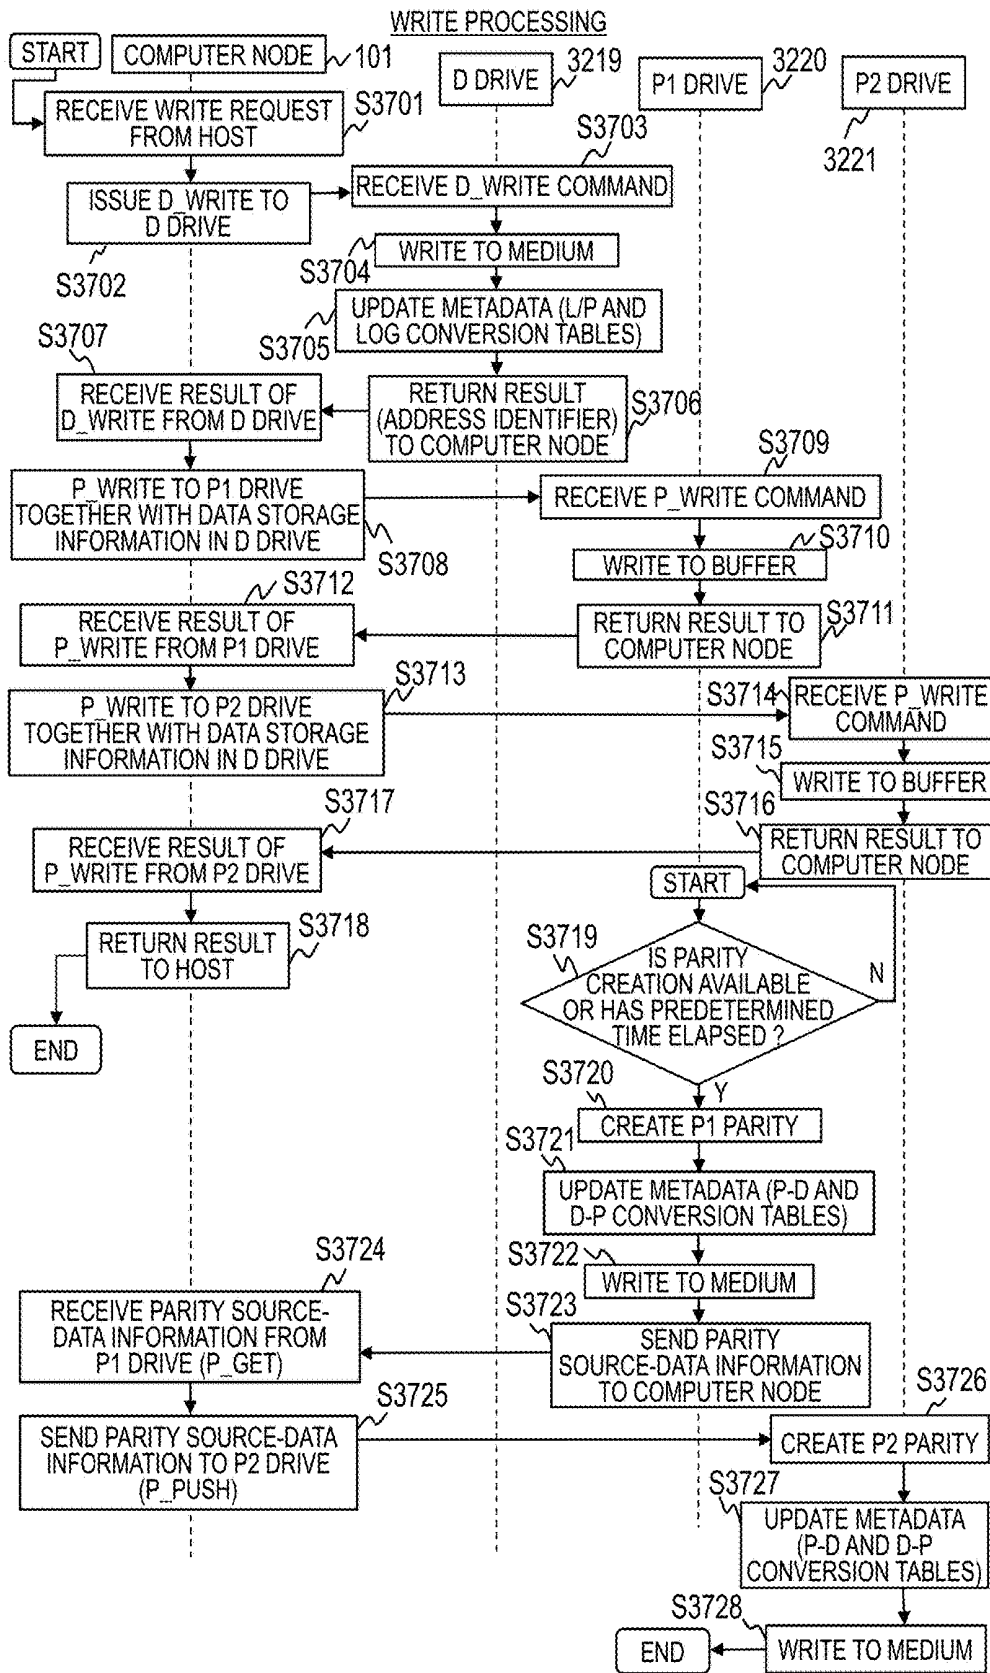 WRITE PROCESSING
START
COMPUTER NODE
101
D DRIVE
3219
P1 DRIVE
3220
P2 DRIVE
3221
RECEIVE WRITE REQUEST
FROM HOST
S3701
ISSUE D_WRITE TO
D DRIVE
S3702
S3703
RECEIVE D_WRITE COMMAND
WRITE TO MEDIUM
S3704
UPDATE METADATA (L/P AND
LOG CONVERSION TABLES)
S3705
S3707
RECEIVE RESULT OF
D_WRITE FROM D DRIVE
RETURN RESULT
(ADDRESS IDENTIFIER)
TO COMPUTER NODE
S3706
P_WRITE TO P1 DRIVE
TOGETHER WITH DATA STORAGE
INFORMATION IN D DRIVE
S3708
S3709
RECEIVE P_WRITE COMMAND
S3710
WRITE TO BUFFER
S3712
RECEIVE RESULT OF
P_WRITE FROM P1 DRIVE
RETURN RESULT TO
COMPUTER NODE
S3711
S3713
P_WRITE TO P2 DRIVE
TOGETHER WITH DATA STORAGE
INFORMATION IN D DRIVE
S3714
RECEIVE P_WRITE
COMMAND
S3715
WRITE TO BUFFER
S3717
RECEIVE RESULT OF
P_WRITE FROM P2 DRIVE
S3716
RETURN RESULT TO
COMPUTER NODE
RETURN RESULT
TO HOST
S3718
END
START
S3719
IS PARITY
CREATION AVAILABLE
OR HAS PREDETERMINED
TIME ELAPSED ?
N
Y
S3720
CREATE P1 PARITY
S3721
UPDATE METADATA (P-D AND
D-P CONVERSION TABLES)
S3722
WRITE TO MEDIUM
S3723
SEND PARITY
SOURCE-DATA INFORMATION
TO COMPUTER NODE
S3724
RECEIVE PARITY SOURCE-
DATA INFORMATION FROM
P1 DRIVE (P_GET)
S3725
SEND PARITY SOURCE-DATA
INFORMATION TO P2 DRIVE
(P_PUSH)
S3726
CREATE P2 PARITY
S3727
UPDATE METADATA
(P-D AND D-P
CONVERSION TABLES)
S3728
WRITE TO MEDIUM
END